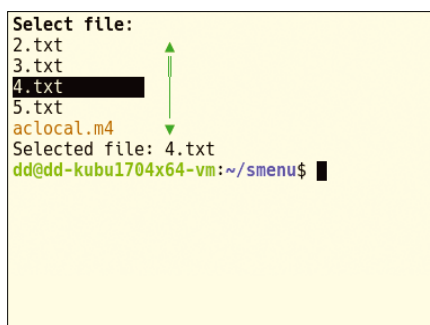 Select file:
2.txt
3.txt
4.txt
5.txt
aclocal.m4
Selected file: 4.txt
dd@dd-kubu1704x64-vm:~/smenu$